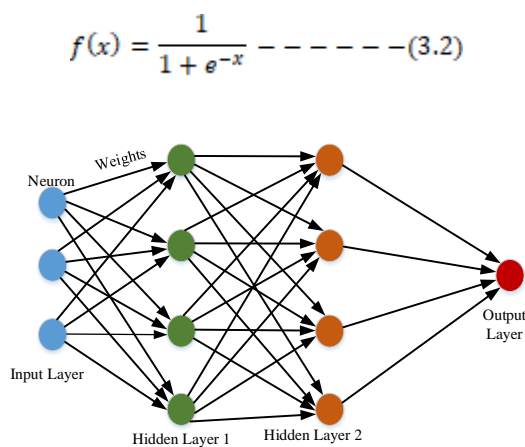 f(x) = 1 / (1 + e^{-x}) − − − − − − −(3.2)
Weights
Neuron
Output
Layer
Input Layer
Hidden Layer 1
Hidden Layer 2